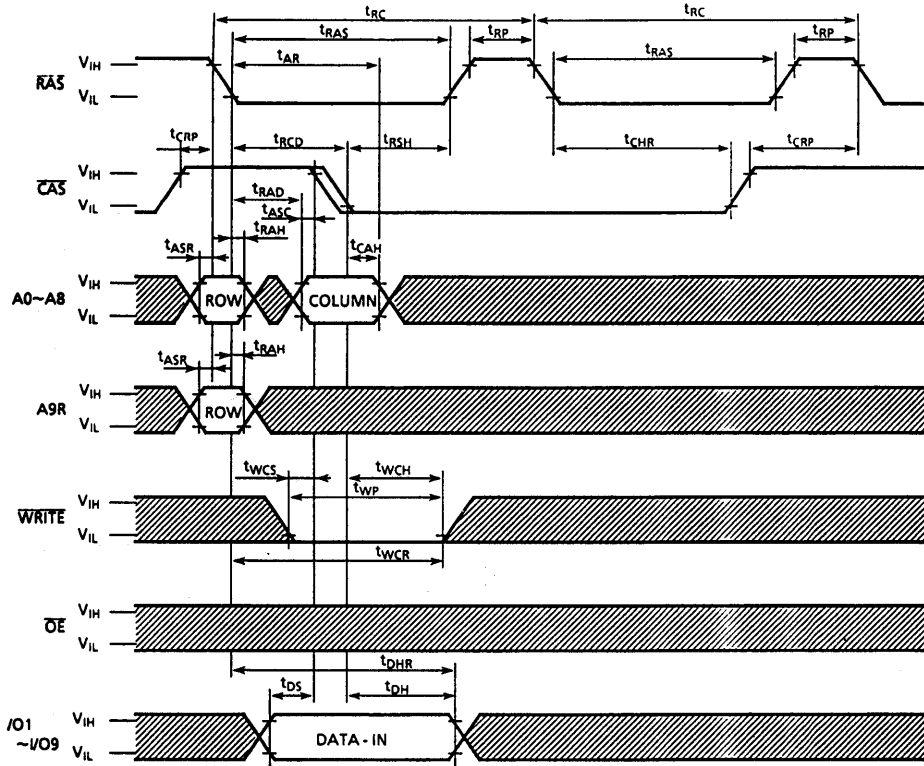 tRC tRC
tRAS tRP tRP
tAR tRAS
RAS VIH
VIL
tCRP tRCD tRSH tCHR tCRP
CAS VIH
VIL
tRAD
tASC
tASR tRAH tCAH
A0~A8 VIH
VIL
ROW COLUMN
tASR tRAH
A9R VIH
VIL
ROW
tWCS tWCH
tWP
WRITE VIH
VIL
tWCR
OE VIH
VIL
tDHR
tDS tDH
/O1
~I/O9
VIH
VIL
DATA-IN